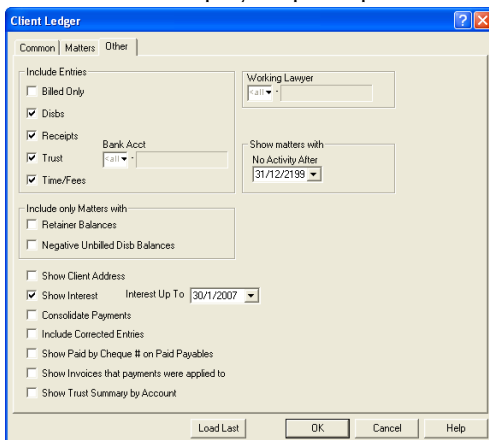 Client Ledger
Common Matters Other
Include Entries
Billed Only
Disbs
Receipts
Trust
Bank Acct
<all
Time/Fees
Working Lawyer
<all
Show matters with
No Activity After
31/12/2199
Include only Matters with
Retainer Balances
Negative Unbilled Disb Balances
Show Client Address
Show Interest Interest Up To 30/1/2007
Consolidate Payments
Include Corrected Entries
Show Paid by Cheque # on Paid Payables
Show Invoices that payments were applied to
Show Trust Summary by Account
Load Last OK Cancel Help